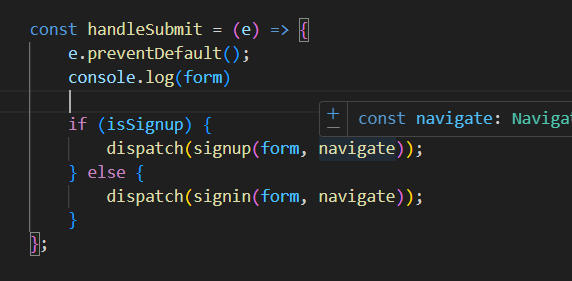 const handleSubmit = (e) => {
e.preventDefault();
console.log(form)
+
− const navigate: Naviga
if (isSignup) {
dispatch(signup(form, navigate));
} else {
dispatch(signin(form, navigate));
}
};